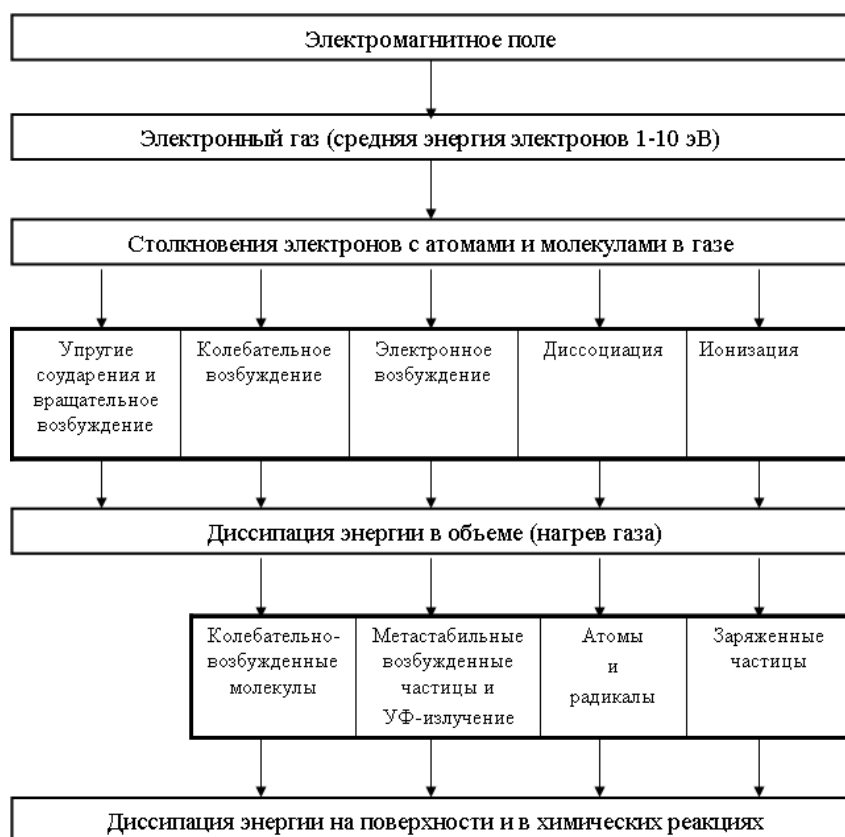 Электромагнитное поле
Электронный газ (средняя энергия электронов 1-10 эВ)
Столкновения электронов с атомами и молекулами в газе
Упругие
соударения и
вращательное
возбуждение
Колебательное
возбуждение
Электронное
возбуждение
Диссоциация
Ионизация
Диссипация энергии в объеме (нагрев газа)
Колебательно-
возбужденные
молекулы
Метастабильные
возбужденные
частицы и
УФ-излучение
Атомы
и
радикалы
Заряженные
частицы
Диссипация энергии на поверхности и в химических реакциях